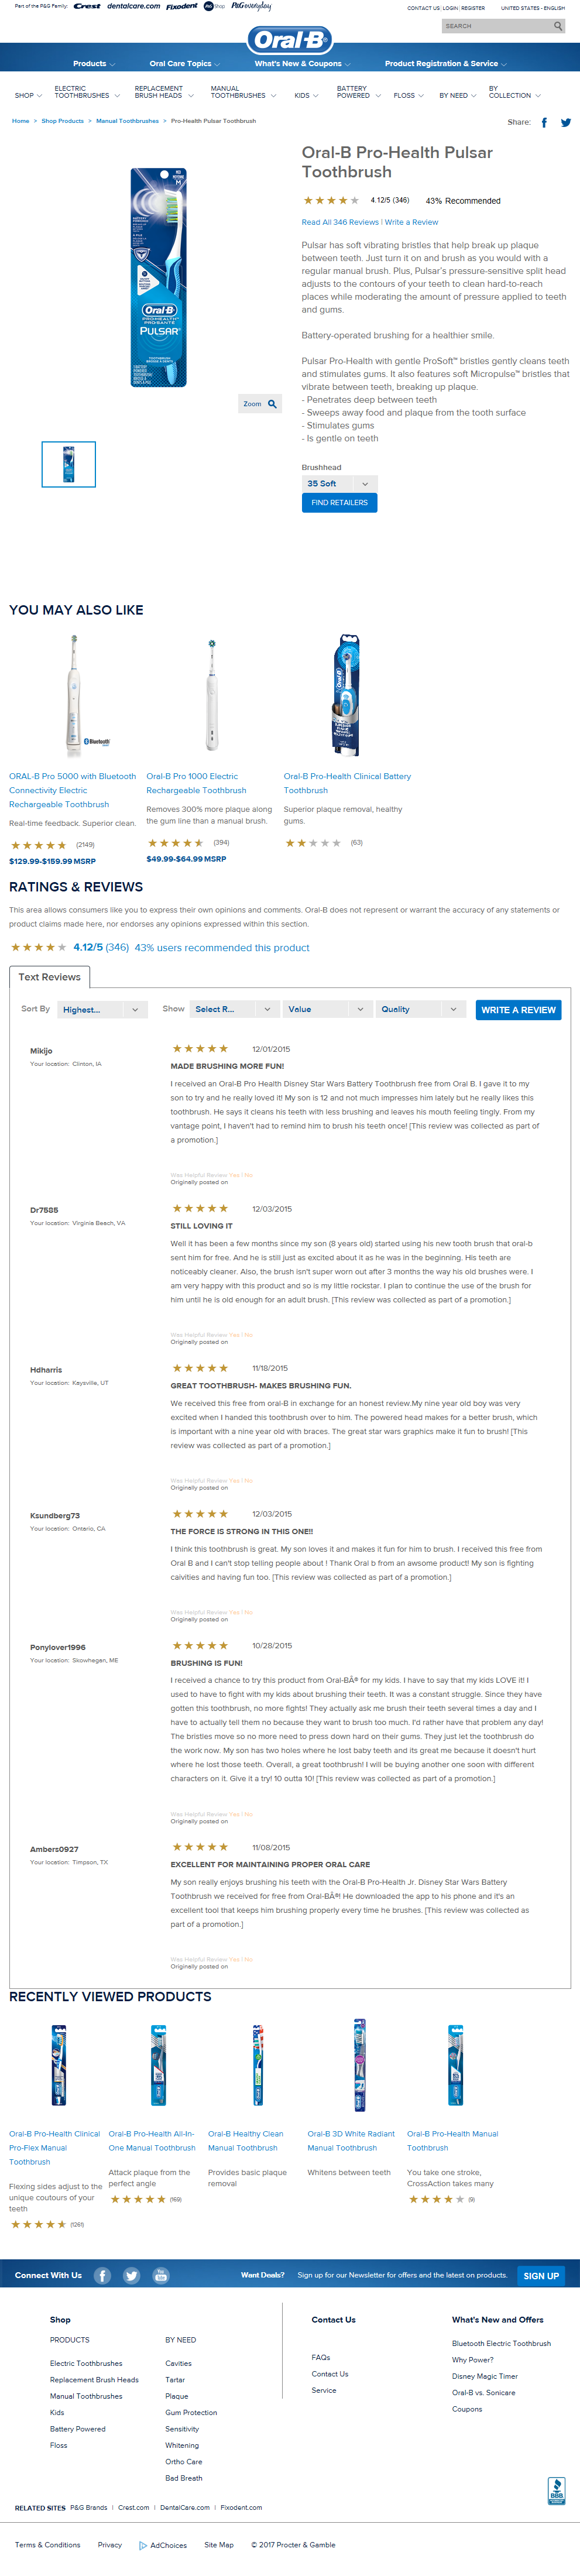 Part of the P&G Family: Crest dentalcare.com Fixodent P&G Shop P&G everyday
CONTACT US LOGIN REGISTER UNITED STATES - ENGLISH
SEARCH
Oral-B®
Products Oral Care Topics What's New & Coupons Product Registration & Service
SHOP ELECTRIC TOOTHBRUSHES REPLACEMENT BRUSH HEADS MANUAL TOOTHBRUSHES KIDS BATTERY POWERED FLOSS BY NEED BY COLLECTION
Home > Shop Products > Manual Toothbrushes > Pro-Health Pulsar Toothbrush
Share:
Oral-B Pro-Health Pulsar
Toothbrush
4.12/5 (346) 43% Recommended
Read All 346 Reviews | Write a Review
Pulsar has soft vibrating bristles that help break up plaque
between teeth. Just turn it on and brush as you would with a
regular manual brush. Plus, Pulsar's pressure-sensitive split head
adjusts to the contours of your teeth to clean hard-to-reach
places while moderating the amount of pressure applied to teeth
and gums.
Battery-operated brushing for a healthier smile.
Pulsar Pro-Health with gentle ProSoft™ bristles gently cleans teeth
and stimulates gums. It also features soft Micropulse™ bristles that
vibrate between teeth, breaking up plaque.
- Penetrates deep between teeth
- Sweeps away food and plaque from the tooth surface
- Stimulates gums
- Is gentle on teeth
Oral-B
PULSAR
Zoom
Brushhead
35 Soft
FIND RETAILERS
YOU MAY ALSO LIKE
Bluetooth
ORAL-B Pro 5000 with Bluetooth
Connectivity Electric
Rechargeable Toothbrush
Real-time feedback. Superior clean.
(2149)
$129.99-$159.99 MSRP
Oral-B Pro 1000 Electric
Rechargeable Toothbrush
Removes 300% more plaque along
the gum line than a manual brush.
(394)
$49.99-$64.99 MSRP
Oral-B Pro-Health Clinical Battery
Toothbrush
Superior plaque removal, healthy
gums.
(63)
RATINGS & REVIEWS
This area allows consumers like you to express their own opinions and comments. Oral-B does not represent or warrant the accuracy of any statements or
product claims made here, nor endorses any opinions expressed within this section.
4.12/5 (346) 43% users recommended this product
Text Reviews
Sort By Highest... Show Select R... Value Quality WRITE A REVIEW
Mikijo
Your location: Clinton, IA
12/01/2015
MADE BRUSHING MORE FUN!
I received an Oral-B Pro Health Disney Star Wars Battery Toothbrush free from Oral B. I gave it to my
son to try and he really loved it! My son is 12 and not much impresses him lately but he really likes this
toothbrush. He says it cleans his teeth with less brushing and leaves his mouth feeling tingly. From my
vantage point, I haven't had to remind him to brush his teeth once! [This review was collected as part of
a promotion.]
Was Helpful Review Yes / No
Originally posted on
Dr7585
Your location: Virginia Beach, VA
12/03/2015
STILL LOVING IT
Well it has been a few months since my son (8 years old) started using his new tooth brush that oral-b
sent him for free. And he is still just as excited about it as he was in the beginning. His teeth are
noticeably cleaner. Also, the brush isn't super worn out after 3 months the way his old brushes were. I
am very happy with this product and so is my little rockstar. I plan to continue the use of the brush for
him until he is old enough for an adult brush. [This review was collected as part of a promotion.]
Was Helpful Review Yes / No
Originally posted on
Hdharris
Your location: Kaysville, UT
11/18/2015
GREAT TOOTHBRUSH- MAKES BRUSHING FUN.
We received this free from oral-B in exchange for an honest review.My nine year old boy was very
excited when I handed this toothbrush over to him. The powered head makes for a better brush, which
is important with a nine year old with braces. The great star wars graphics make it fun to brush! [This
review was collected as part of a promotion.]
Was Helpful Review Yes / No
Originally posted on
Ksundberg73
Your location: Ontario, CA
12/03/2015
THE FORCE IS STRONG IN THIS ONE!!
I think this toothbrush is great. My son loves it and makes it fun for him to brush. I received this free from
Oral B and I can't stop telling people about ! Thank Oral b from an awsome product! My son is fighting
caivities and having fun too. [This review was collected as part of a promotion.]
Was Helpful Review Yes / No
Originally posted on
Ponylover1996
Your location: Skowhegan, ME
10/28/2015
BRUSHING IS FUN!
I received a chance to try this product from Oral-BÂ® for my kids. I have to say that my kids LOVE it! I
used to have to fight with my kids about brushing their teeth. It was a constant struggle. Since they have
gotten this toothbrush, no more fights! They actually ask me brush their teeth several times a day and I
have to actually tell them no because they want to brush too much. I'd rather have that problem any day!
The bristles move so no more need to press down hard on their gums. They just let the toothbrush do
the work now. My son has two holes where he lost baby teeth and its great me because it doesn't hurt
where he lost those teeth. Overall, a great toothbrush! I will be buying another one soon with different
characters on it. Give it a try! 10 outta 10! [This review was collected as part of a promotion.]
Was Helpful Review Yes / No
Originally posted on
Ambers0927
Your location: Timpson, TX
11/08/2015
EXCELLENT FOR MAINTAINING PROPER ORAL CARE
My son really enjoys brushing his teeth with the Oral-B Pro-Health Jr. Disney Star Wars Battery
Toothbrush we received for free from Oral-BÂ®! He downloaded the app to his phone and it's an
excellent tool that keeps him brushing properly every time he brushes. [This review was collected as
part of a promotion.]
Was Helpful Review Yes / No
Originally posted on
RECENTLY VIEWED PRODUCTS
Oral-B Pro-Health Clinical
Pro-Flex Manual
Toothbrush
Flexing sides adjust to the
unique coutours of your
teeth
(1261)
Oral-B Pro-Health All-In-
One Manual Toothbrush
Attack plaque from the
perfect angle
(169)
Oral-B Healthy Clean
Manual Toothbrush
Provides basic plaque
removal
Oral-B 3D White Radiant
Manual Toothbrush
Whitens between teeth
Oral-B Pro-Health Manual
Toothbrush
You take one stroke,
CrossAction takes many
(9)
Connect With Us
Want Deals? Sign up for our Newsletter for offers and the latest on products. SIGN UP
Shop
PRODUCTS
Electric Toothbrushes
Replacement Brush Heads
Manual Toothbrushes
Kids
Battery Powered
Floss
BY NEED
Cavities
Tartar
Plaque
Gum Protection
Sensitivity
Whitening
Ortho Care
Bad Breath
Contact Us
FAQs
Contact Us
Service
What's New and Offers
Bluetooth Electric Toothbrush
Why Power?
Disney Magic Timer
Oral-B vs. Sonicare
Coupons
BBB
RELATED SITES P&G Brands | Crest.com | DentalCare.com | Fixodent.com
Terms & Conditions Privacy AdChoices Site Map © 2017 Procter & Gamble